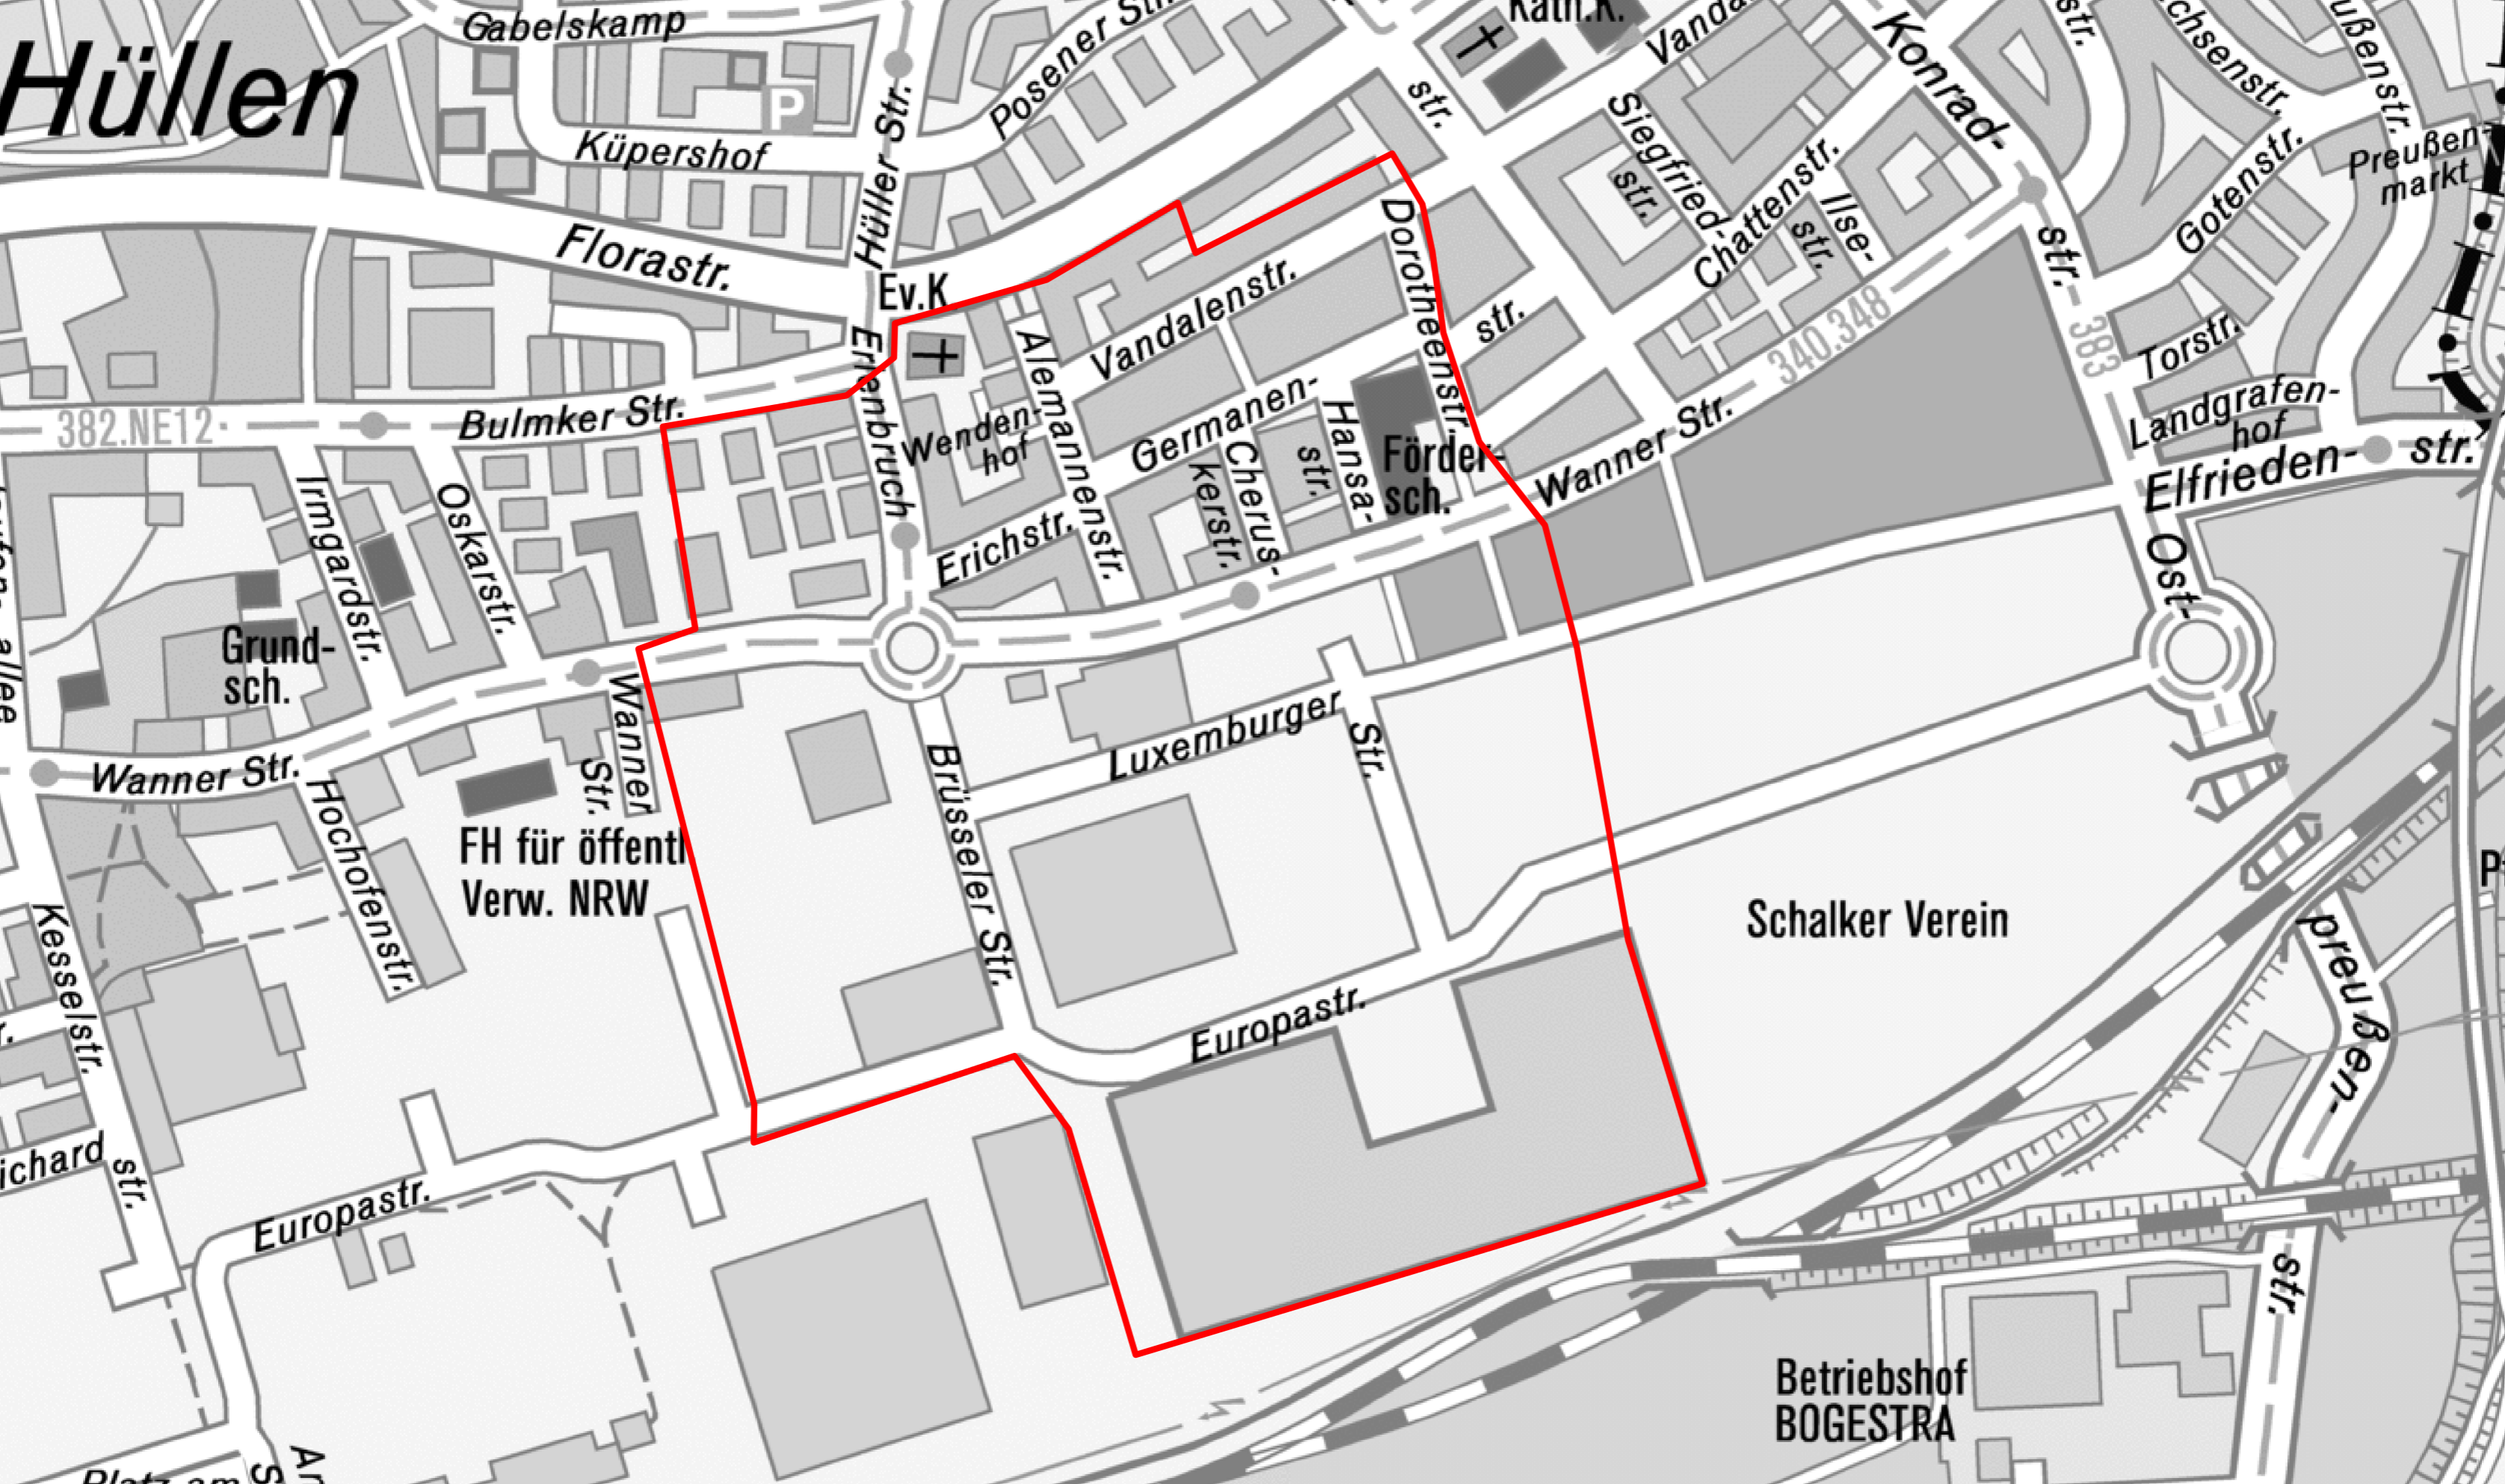 Hüllen
Gabelskamp
Küpershof
P
Hüller Str.
Posener Str.
Kath.K.
str.
Konrad-
str.
Siegfried-
str.
Chattenstr.
Ilse-
str.
Gotenstr.
Preußen-
markt
Florastr.
Ev.K
Dorotheenstr.
Vandalenstr.
str.
340.348
383
Torstr.
Landgrafen-
hof
Elfrieden-
str.
382.NE12
Bulmker Str.
Erlenbruch
Wenden-
hof
Alemannenstr.
Germanen-
Cherus-
kerstr.
Hansa-
str.
Förder-
sch.
Wanner Str.
Erichstr.
Irmgardstr.
Oskarstr.
Grund-
sch.
Ost-
preußen-
str.
Wanner Str.
Wanner
Str.
Hochofenstr.
FH für öffentl
Verw. NRW
Luxemburger
Str.
Brüsseler Str.
Schalker Verein
Kesselstr.
Europastr.
Europastr.
str.
Betriebshof
BOGESTRA